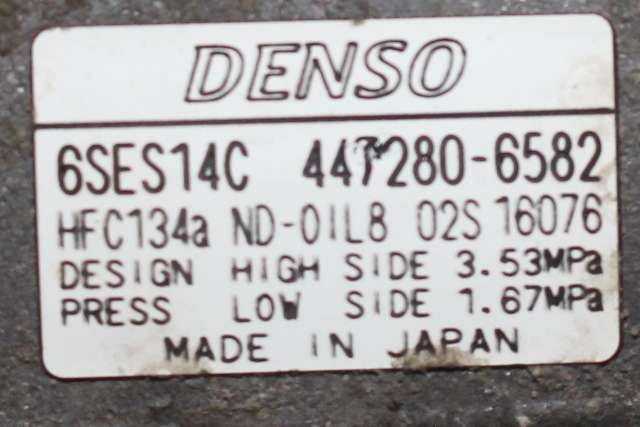 DENSO
6SES14C 447280-6582
HFC134a ND-OIL8 02S 16076
DESIGN HIGH SIDE 3.53MPa
PRESS LOW SIDE 1.67MPa
MADE IN JAPAN